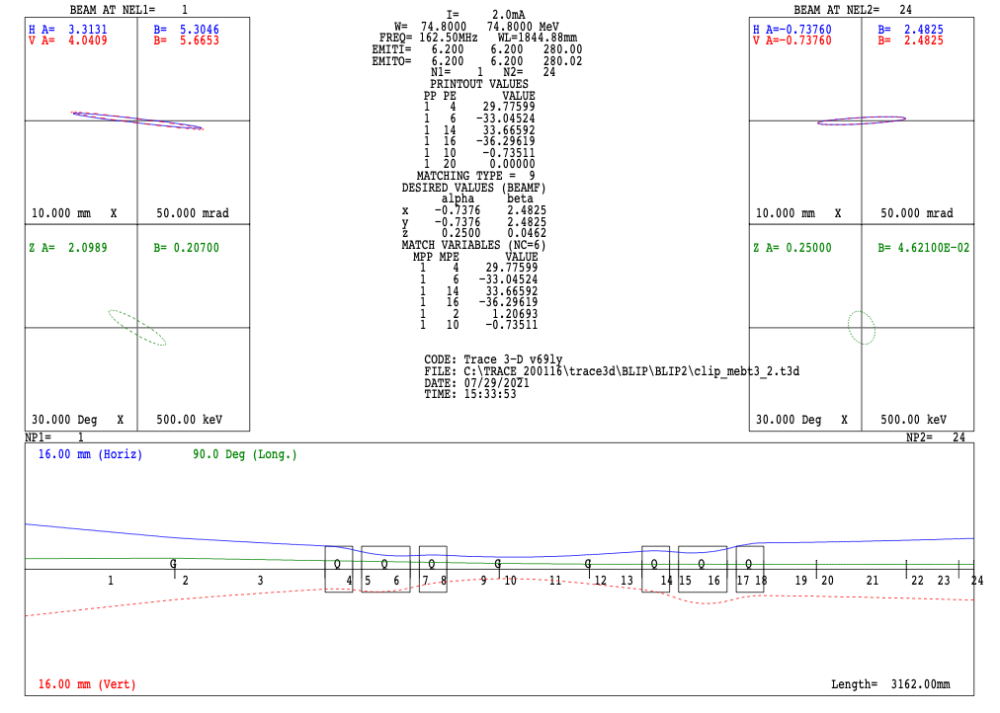 BEAM AT NEL1= 1
H A= 3.3131 B= 5.3046
V A= 4.0409 B= 5.6653
10.000 mm X 50.000 mrad
Z A= 2.0989 B= 0.20700
30.000 Deg X 500.00 keV
NP1= 1
I= 2.0mA
W= 74.8000 74.8000 MeV
FREQ= 162.50MHz WL=1844.88mm
EMITI= 6.200 6.200 280.00
EMITO= 6.200 6.200 280.02
N1= 1 N2= 24
PRINTOUT VALUES
PP PE VALUE
1 4 29.77599
1 6 -33.04524
1 14 33.66592
1 16 -36.29619
1 10 -0.73511
1 20 0.00000
MATCHING TYPE = 9
DESIRED VALUES (BEAMF)
alpha beta
x -0.7376 2.4825
y -0.7376 2.4825
z 0.2500 0.0462
MATCH VARIABLES (NC=6)
MPP MPE VALUE
1 4 29.77599
1 6 -33.04524
1 14 33.66592
1 16 -36.29619
1 2 1.20693
1 10 -0.73511
CODE: Trace 3-D v69ly
FILE: C:\TRACE_200116\trace3d\BLIP\BLIP2\clip_mebt3_2.t3d
DATE: 07/29/2021
TIME: 15:33:53
BEAM AT NEL2= 24
H A=-0.73760 B= 2.4825
V A=-0.73760 B= 2.4825
10.000 mm X 50.000 mrad
Z A= 0.25000 B= 4.62100E-02
30.000 Deg X 500.00 keV
NP2= 24
16.00 mm (Horiz) 90.0 Deg (Long.)
G Q Q Q G G Q Q Q
1 2 3 4 5 6 7 8 9 10 11 12 13 14 15 16 17 18 19 20 21 22 23 24
16.00 mm (Vert) Length= 3162.00mm